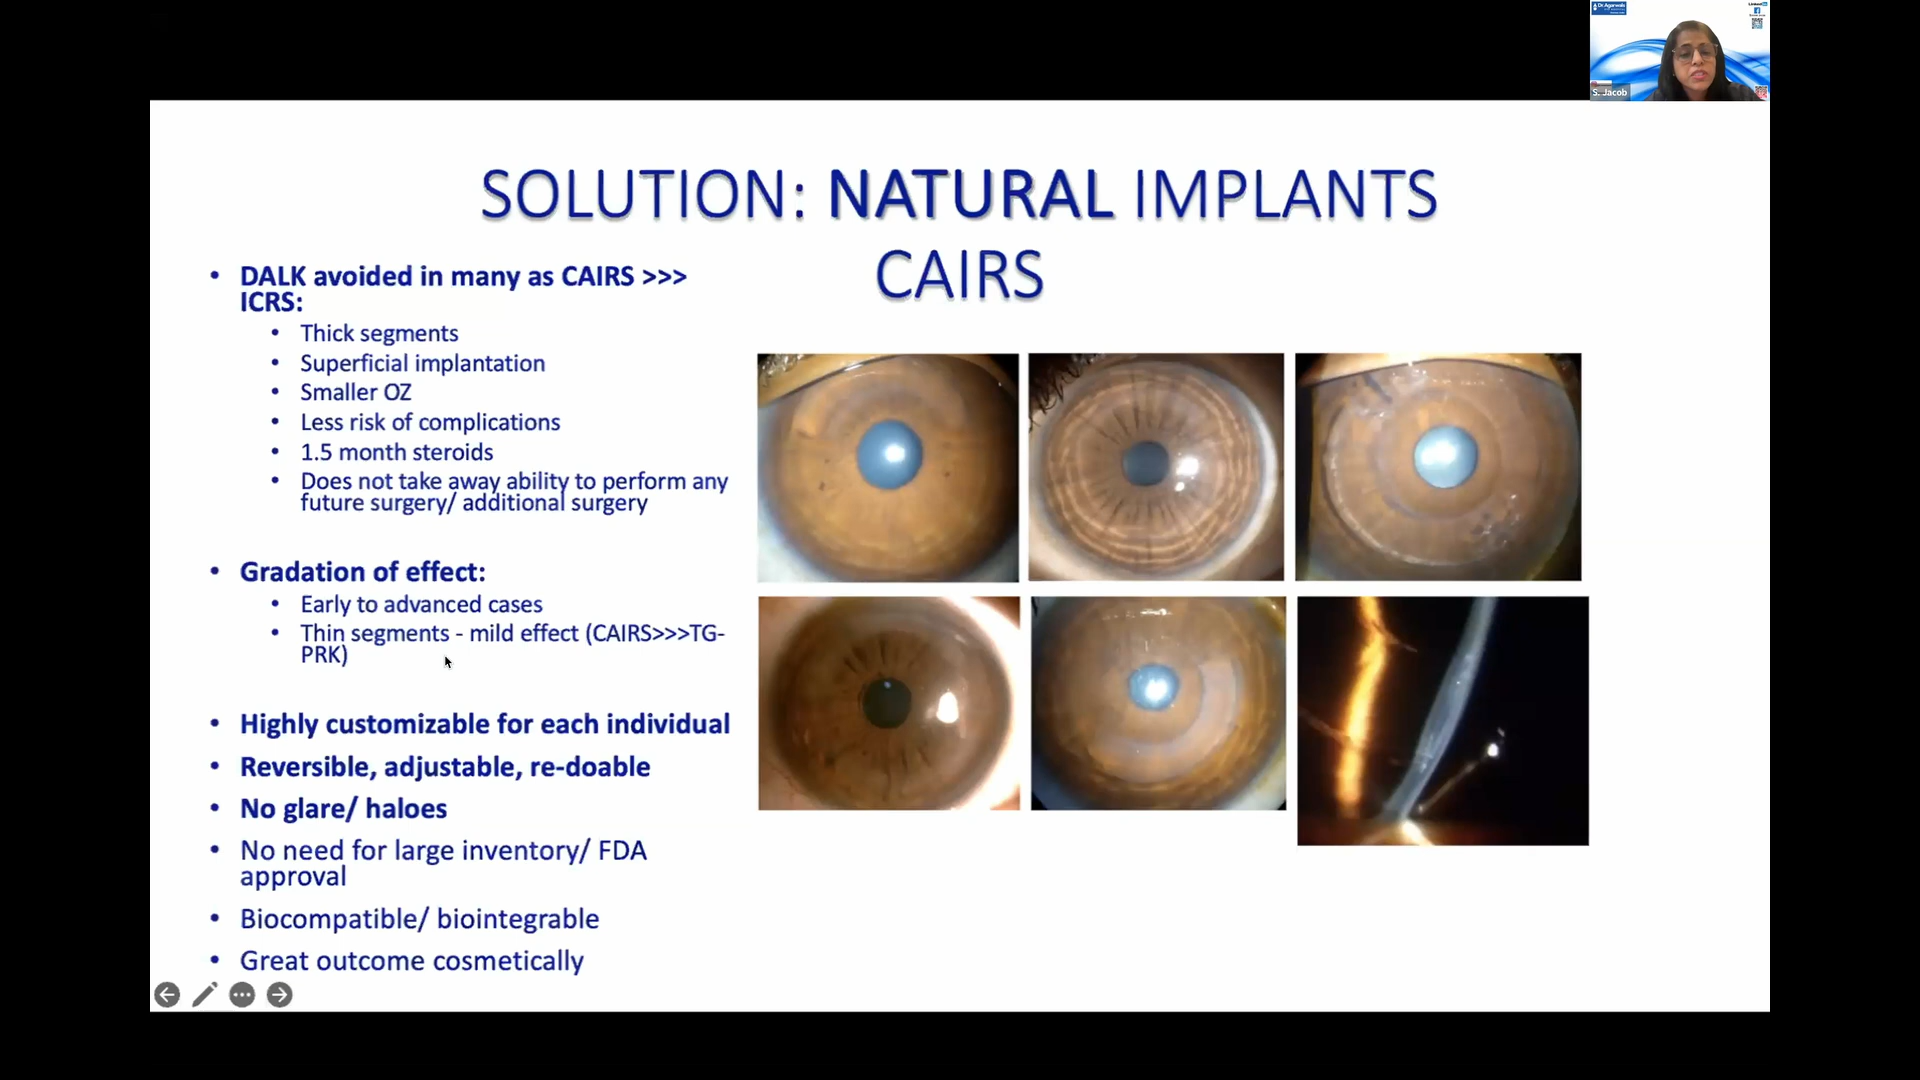 Dr Agarwals
LinkedIn
S. Jacob
SOLUTION: NATURAL IMPLANTS
CAIRS
• DALK avoided in many as CAIRS >>>
ICRS:
• Thick segments
• Superficial implantation
• Smaller OZ
• Less risk of complications
• 1.5 month steroids
• Does not take away ability to perform any
future surgery/ additional surgery
• Gradation of effect:
• Early to advanced cases
• Thin segments - mild effect (CAIRS>>>TG-
PRK)
• Highly customizable for each individual
• Reversible, adjustable, re-doable
• No glare/ haloes
• No need for large inventory/ FDA
approval
• Biocompatible/ biointegrable
• Great outcome cosmetically